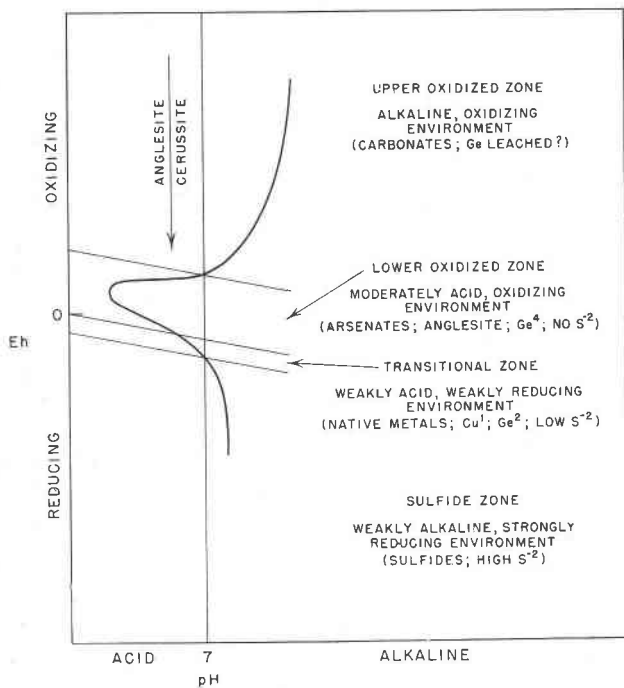 OXIDIZING
ANGLESITE
CERUSSITE
UPPER OXIDIZED ZONE
ALKALINE, OXIDIZING
ENVIRONMENT
(CARBONATES; Ge LEACHED?)
LOWER OXIDIZED ZONE
MODERATELY ACID, OXIDIZING
ENVIRONMENT
(ARSENATES; ANGLESITE; Ge⁴; NO S⁻²)
0
Eh
TRANSITIONAL ZONE
WEAKLY ACID, WEAKLY REDUCING
ENVIRONMENT
(NATIVE METALS; Cu¹; Ge²; LOW S⁻²)
REDUCING
SULFIDE ZONE
WEAKLY ALKALINE, STRONGLY
REDUCING ENVIRONMENT
(SULFIDES; HIGH S⁻²)
ACID 7 ALKALINE
pH